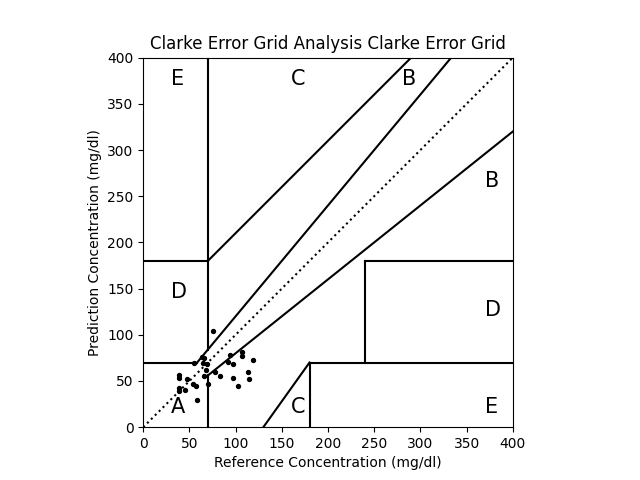 Clarke Error Grid Analysis Clarke Error Grid
400
350
300
250
200
150
100
50
0
Prediction Concentration (mg/dl)
E
C
B
B
D
D
A
C
E
0
50
100
150
200
250
300
350
400
Reference Concentration (mg/dl)